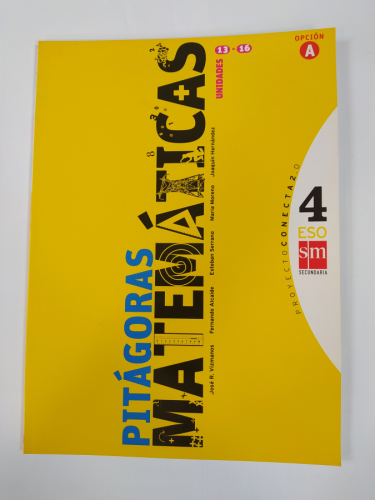 PITÁGORAS
MATEMÁTICAS
UNIDADES 13 - 16
José R. Vizmanos Fernando Alcaide Esteban Serrano María Moreno Joaquín Hernández
OPCIÓN
A
PROYECTO CONECTA 2.0
4
ESO
sm
SECUNDARIA